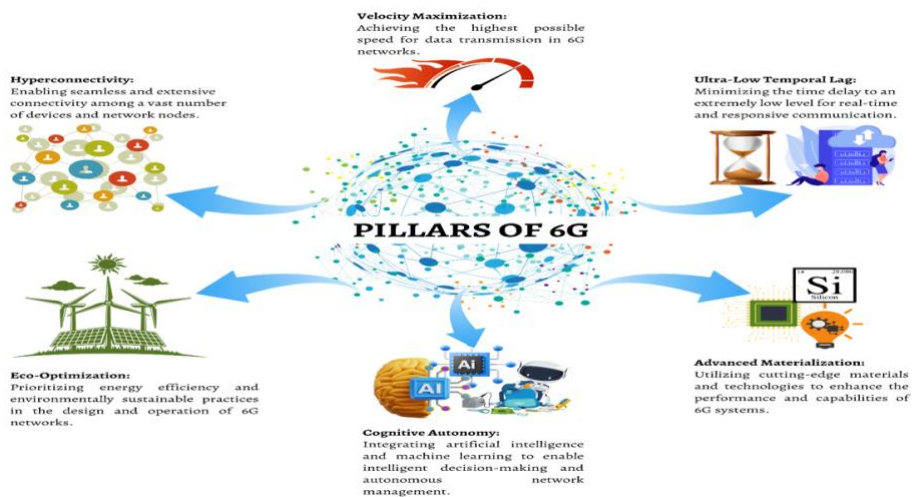 Velocity Maximization:
Achieving the highest possible
speed for data transmission in 6G
networks.
Hyperconnectivity:
Enabling seamless and extensive
connectivity among a vast number
of devices and network nodes.
Ultra-Low Temporal Lag:
Minimizing the time delay to an
extremely low level for real-time
and responsive communication.
PILLARS OF 6G
Si
Silicon
Eco-Optimization:
Prioritizing energy efficiency and
environmentally sustainable practices
in the design and operation of 6G
networks.
AI
Ai
Cognitive Autonomy:
Integrating artificial intelligence
and machine learning to enable
intelligent decision-making and
autonomous network
management.
Advanced Materialization:
Utilizing cutting-edge materials
and technologies to enhance the
performance and capabilities of
6G systems.